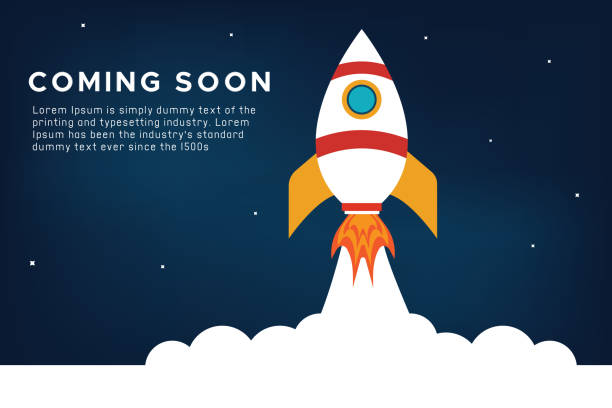 COMING SOON
Lorem Ipsum is simply dummy text of the
printing and typesetting industry. Lorem
Ipsum has been the industry's standard
dummy text ever since the 1500s